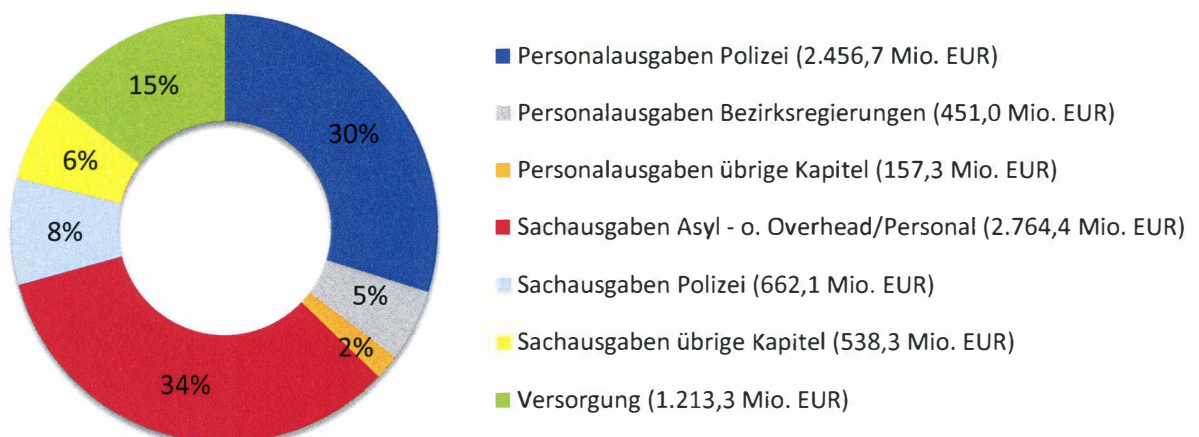 15%
30%
6%
8%
5%
2%
34%
Personalausgaben Polizei (2.456,7 Mio. EUR)
Personalausgaben Bezirksregierungen (451,0 Mio. EUR)
Personalausgaben übrige Kapitel (157,3 Mio. EUR)
Sachausgaben Asyl - o. Overhead/Personal (2.764,4 Mio. EUR)
Sachausgaben Polizei (662,1 Mio. EUR)
Sachausgaben übrige Kapitel (538,3 Mio. EUR)
Versorgung (1.213,3 Mio. EUR)